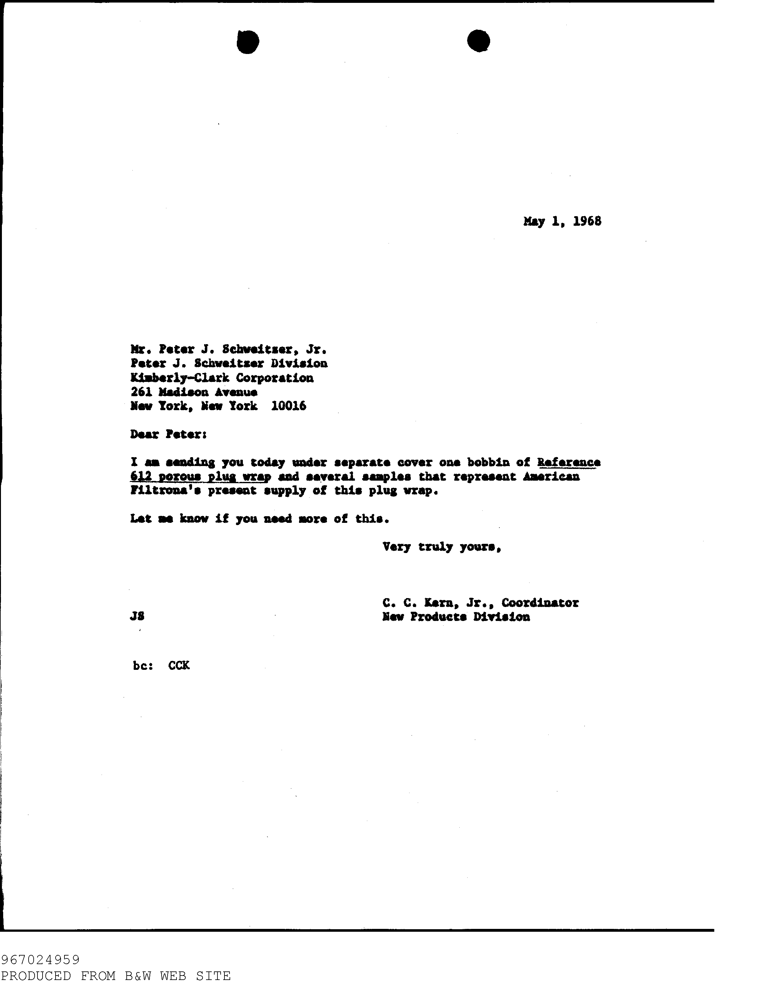 May 1, 1968
Mr. Peter J. Schweitzer, Jr.
Peter J. Schweitzer Division
Kimberly-Clark Corporation
261 Madison Avenue
New York, New York 10016
Dear Peter:
I am sending you today under separate cover one bobbin of Reference
612 porous plug wrap and several samples that represent American
Filtrona's present supply of this plug wrap.
Let me know if you need more of this.
Very truly yours,
C. C. Kern, Jr., Coordinator
JS New Products Division
bc: CCK
967024959
PRODUCED FROM B&W WEB SITE